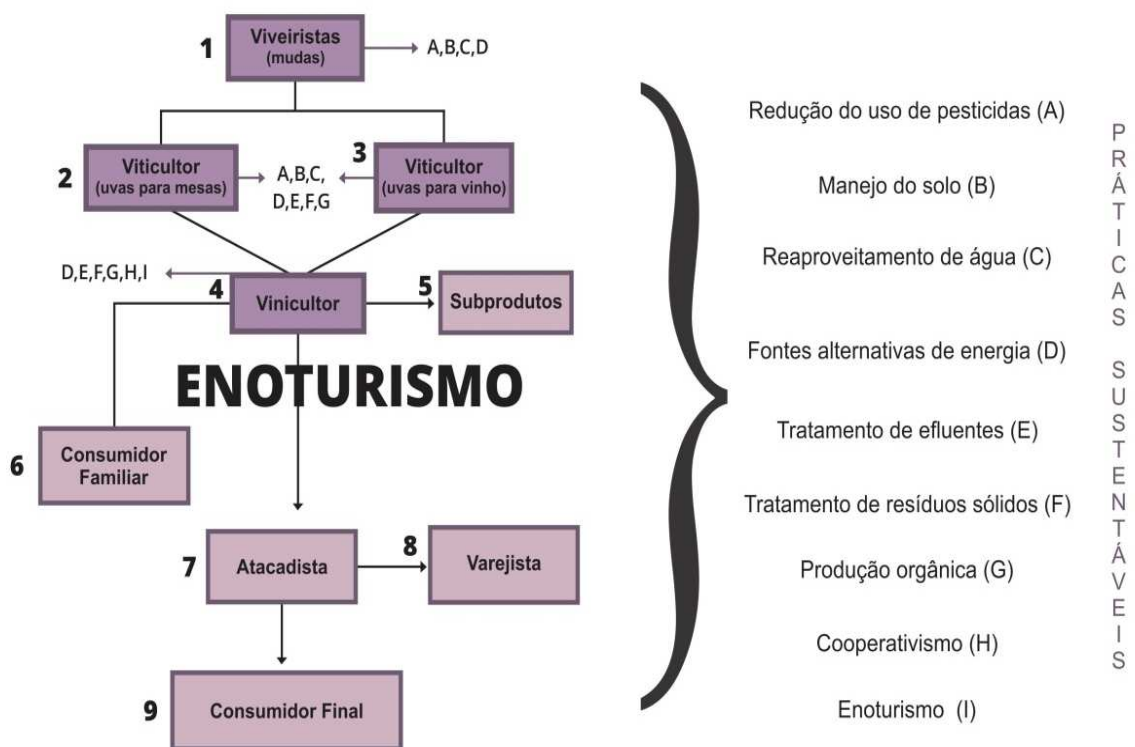 1
Viveiristas
(mudas)
A,B,C,D
2
Viticultor
(uvas para mesas)
A,B,C,
D,E,F,G
3
Viticultor
(uvas para vinho)
D,E,F,G,H,I
4
Vinicultor
5
Subprodutos
ENOTURISMO
6
Consumidor
Familiar
7
Atacadista
8
Varejista
9
Consumidor Final
Redução do uso de pesticidas (A)
Manejo do solo (B)
Reaproveitamento de água (C)
Fontes alternativas de energia (D)
Tratamento de efluentes (E)
Tratamento de resíduos sólidos (F)
Produção orgânica (G)
Cooperativismo (H)
Enoturismo (I)
PRÁTICAS SUSTENTÁVEIS